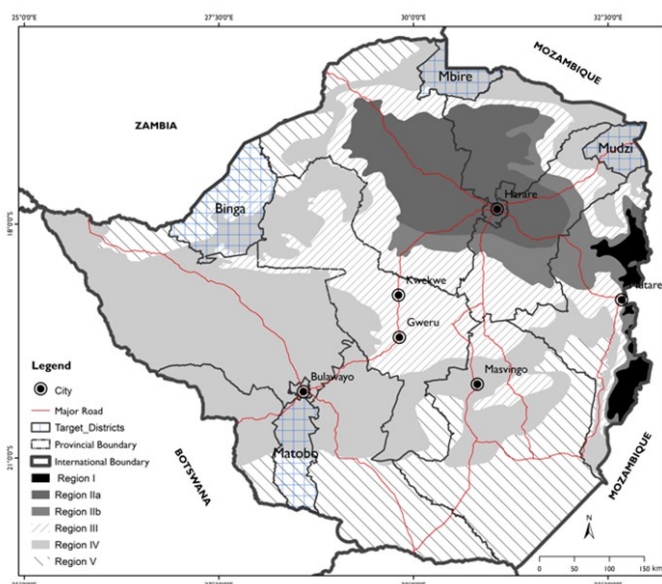 25°0'0"E
27°30'0"E
30°0'0"E
32°30'0"E
MOZAMBIQUE
Mbire
ZAMBIA
Mudzi
Harare
Binga
18°0'0"S
Kwekwe
Mutare
Gweru
Legend
City
Major Road
Target_Districts
Provincial Boundary
International Boundary
Region I
Region IIa
Region IIb
Region III
Region IV
Region V
Bulawayo
Masvingo
Matobo
21°0'0"S
BOTSWANA
MOZAMBIQUE
N
0 50 100 150 km